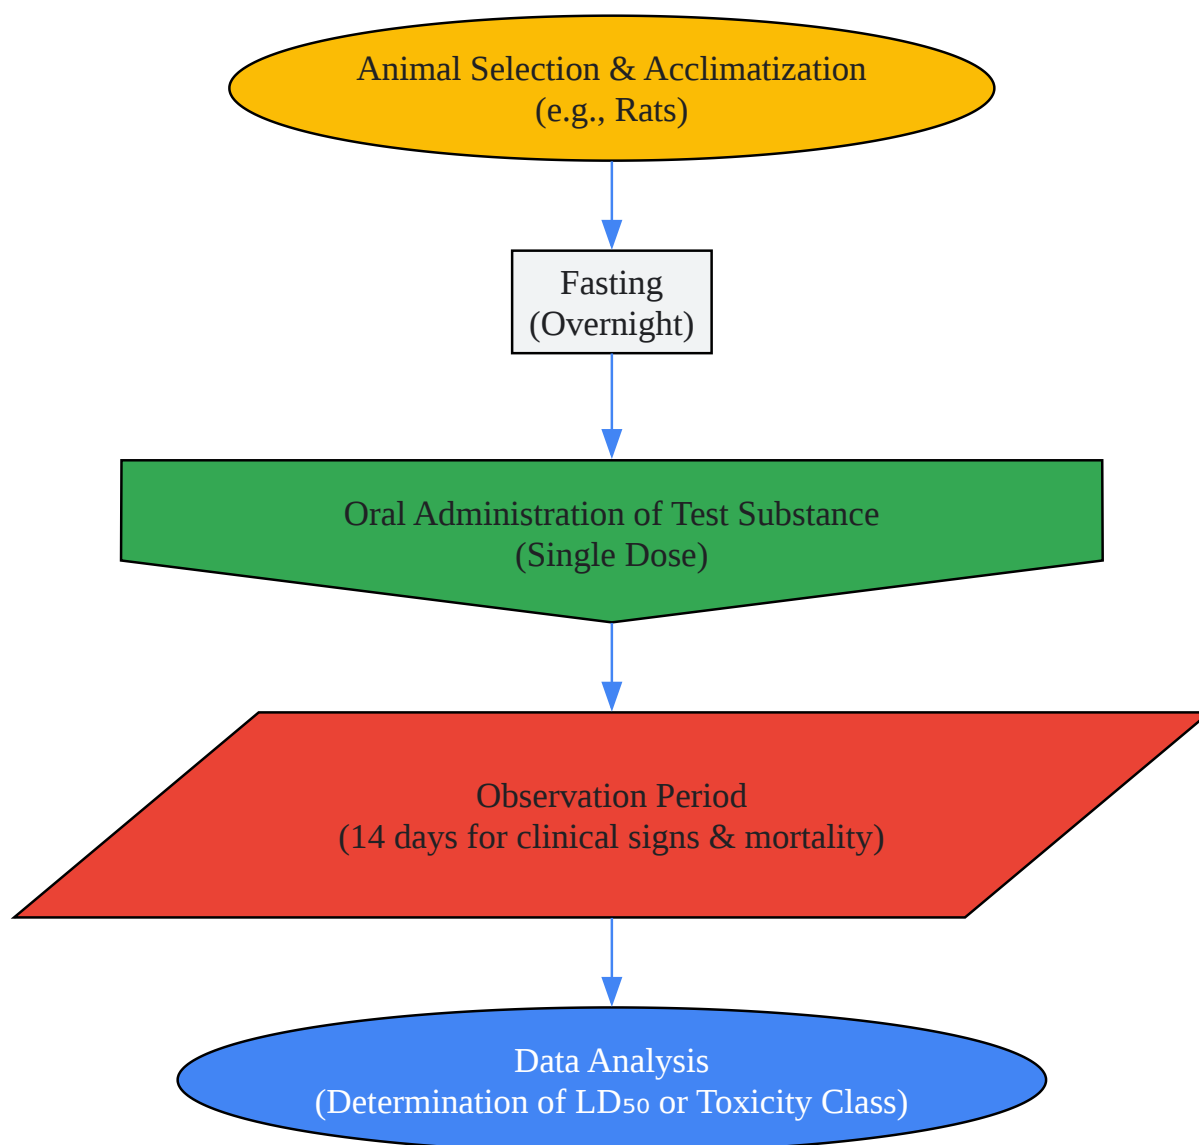 Animal Selection & Acclimatization
(e.g., Rats)
Fasting
(Overnight)
Oral Administration of Test Substance
(Single Dose)
Observation Period
(14 days for clinical signs & mortality)
Data Analysis
(Determination of LD₅₀ or Toxicity Class)